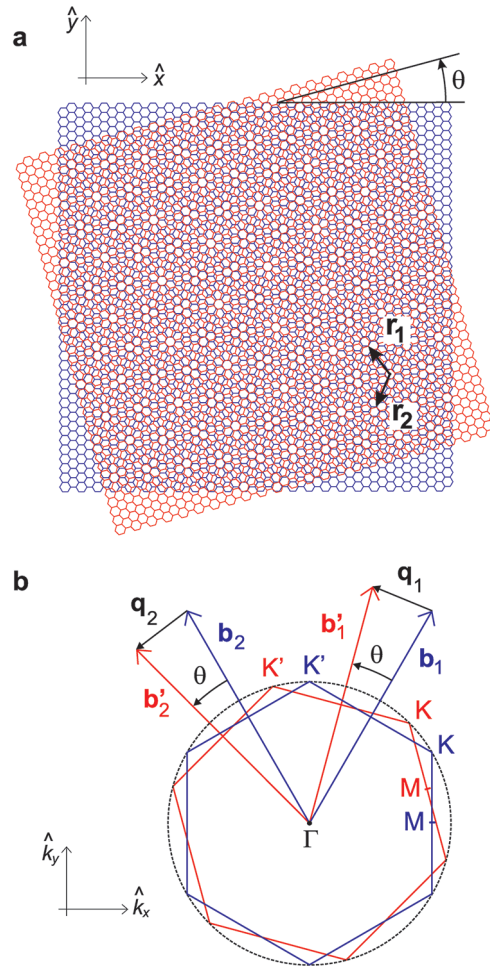 ŷ
a
x̂
θ
r₁
r₂
b
q₁
q₂
b'₁
b₂
θ
θ
b₁
K'
K'
b'₂
K
K
M
M
Γ
k̂y
k̂x